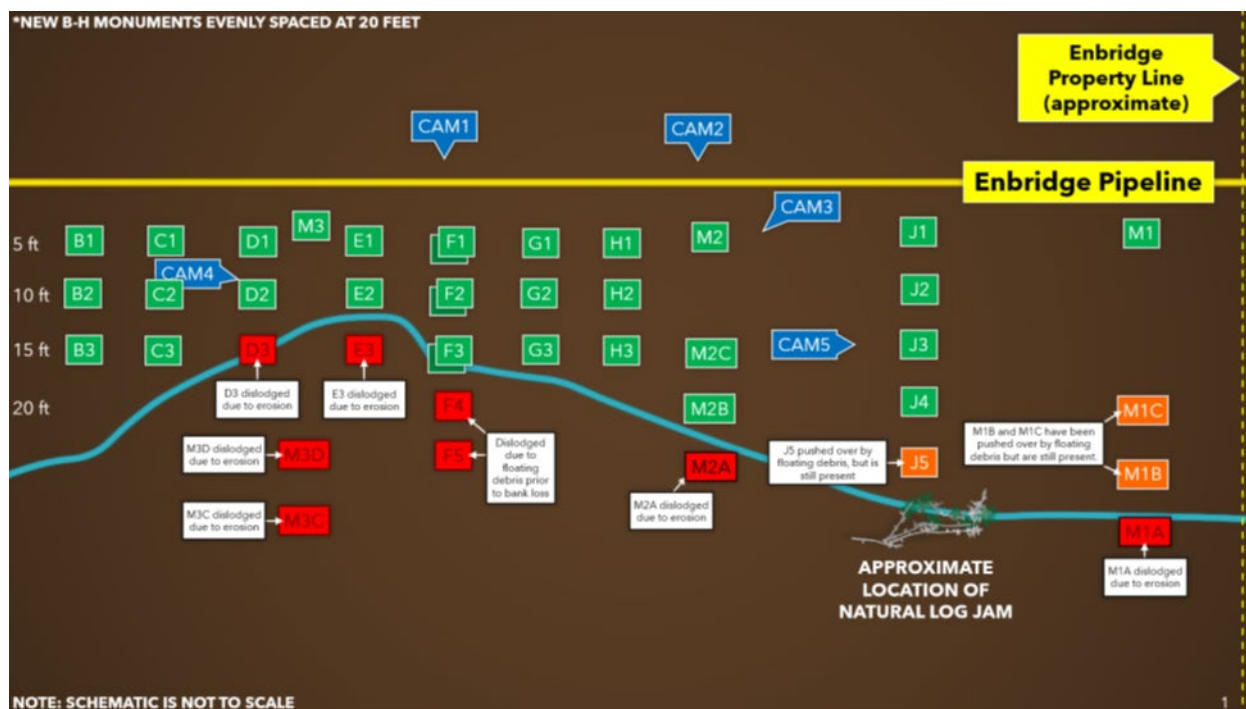 *NEW B-H MONUMENTS EVENLY SPACED AT 20 FEET
Enbridge
Property Line
(approximate)
CAM1
CAM2
Enbridge Pipeline
CAM3
5 ft
B1
C1
D1
M3
E1
F1
G1
H1
M2
J1
M1
CAM4
10 ft
B2
C2
D2
E2
F2
G2
H2
J2
15 ft
B3
C3
D3
E3
F3
G3
H3
M2C
CAM5
J3
D3 dislodged
due to erosion
E3 dislodged
due to erosion
20 ft
F4
M2B
J4
M1C
M3D dislodged
due to erosion
M3D
F5
Dislodged
due to
floating
debris prior
to bank loss
M2A
J5 pushed over by
floating debris, but is
still present
J5
M1B and M1C have been
pushed over by floating
debris but are still present.
M1B
M3C dislodged
due to erosion
M3C
M2A dislodged
due to erosion
M1A
APPROXIMATE
LOCATION OF
NATURAL LOG JAM
M1A dislodged
due to erosion
NOTE: SCHEMATIC IS NOT TO SCALE
1